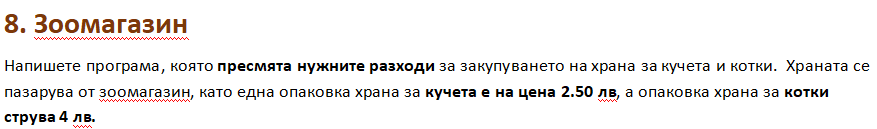 8. Зоомагазин
Напишете програма, която пресмята нужните разходи за закупуването на храна за кучета и котки. Храната се
пазарува от зоомагазин, като една опаковка храна за кучета е на цена 2.50 лв, а опаковка храна за котки
струва 4 лв.